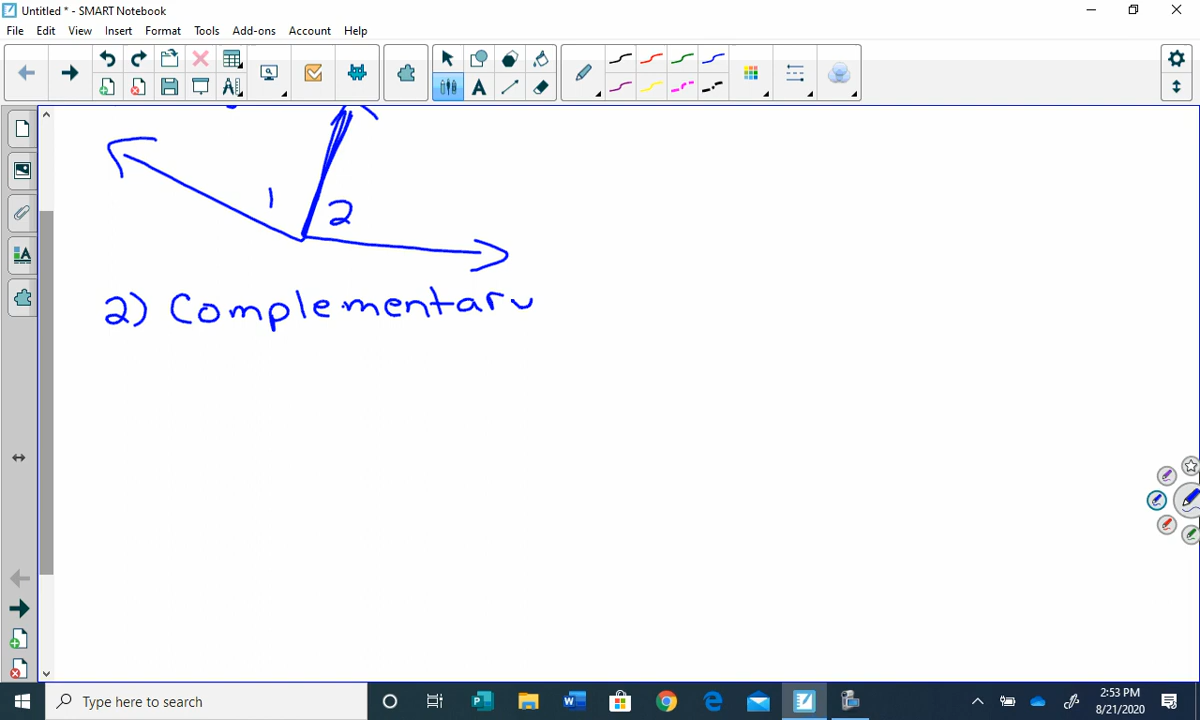 Untitled * - SMART Notebook
File Edit View Insert Format Tools Add-ons Account Help
1
2
2) Complementary
Type here to search
2:53 PM
8/21/2020